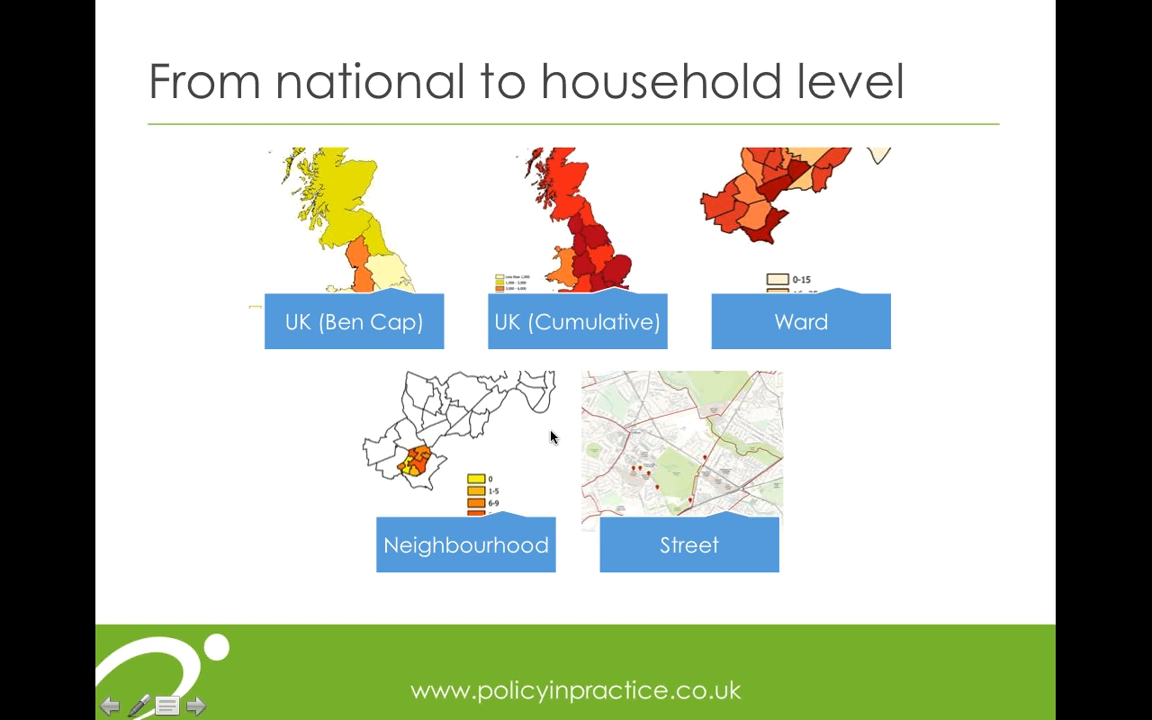 From national to household level
UK (Ben Cap)
UK (Cumulative)
0-15
Ward
0
1-5
6-9
Neighbourhood
Street
www.policyinpractice.co.uk